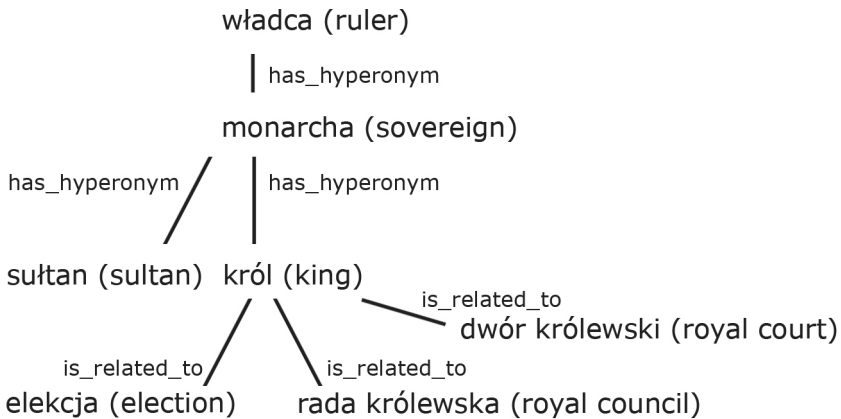 władca (ruler)
has_hyperonym
monarcha (sovereign)
has_hyperonym
has_hyperonym
sułtan (sultan)
król (king)
is_related_to
dwór królewski (royal court)
is_related_to
is_related_to
elekcja (election)
rada królewska (royal council)